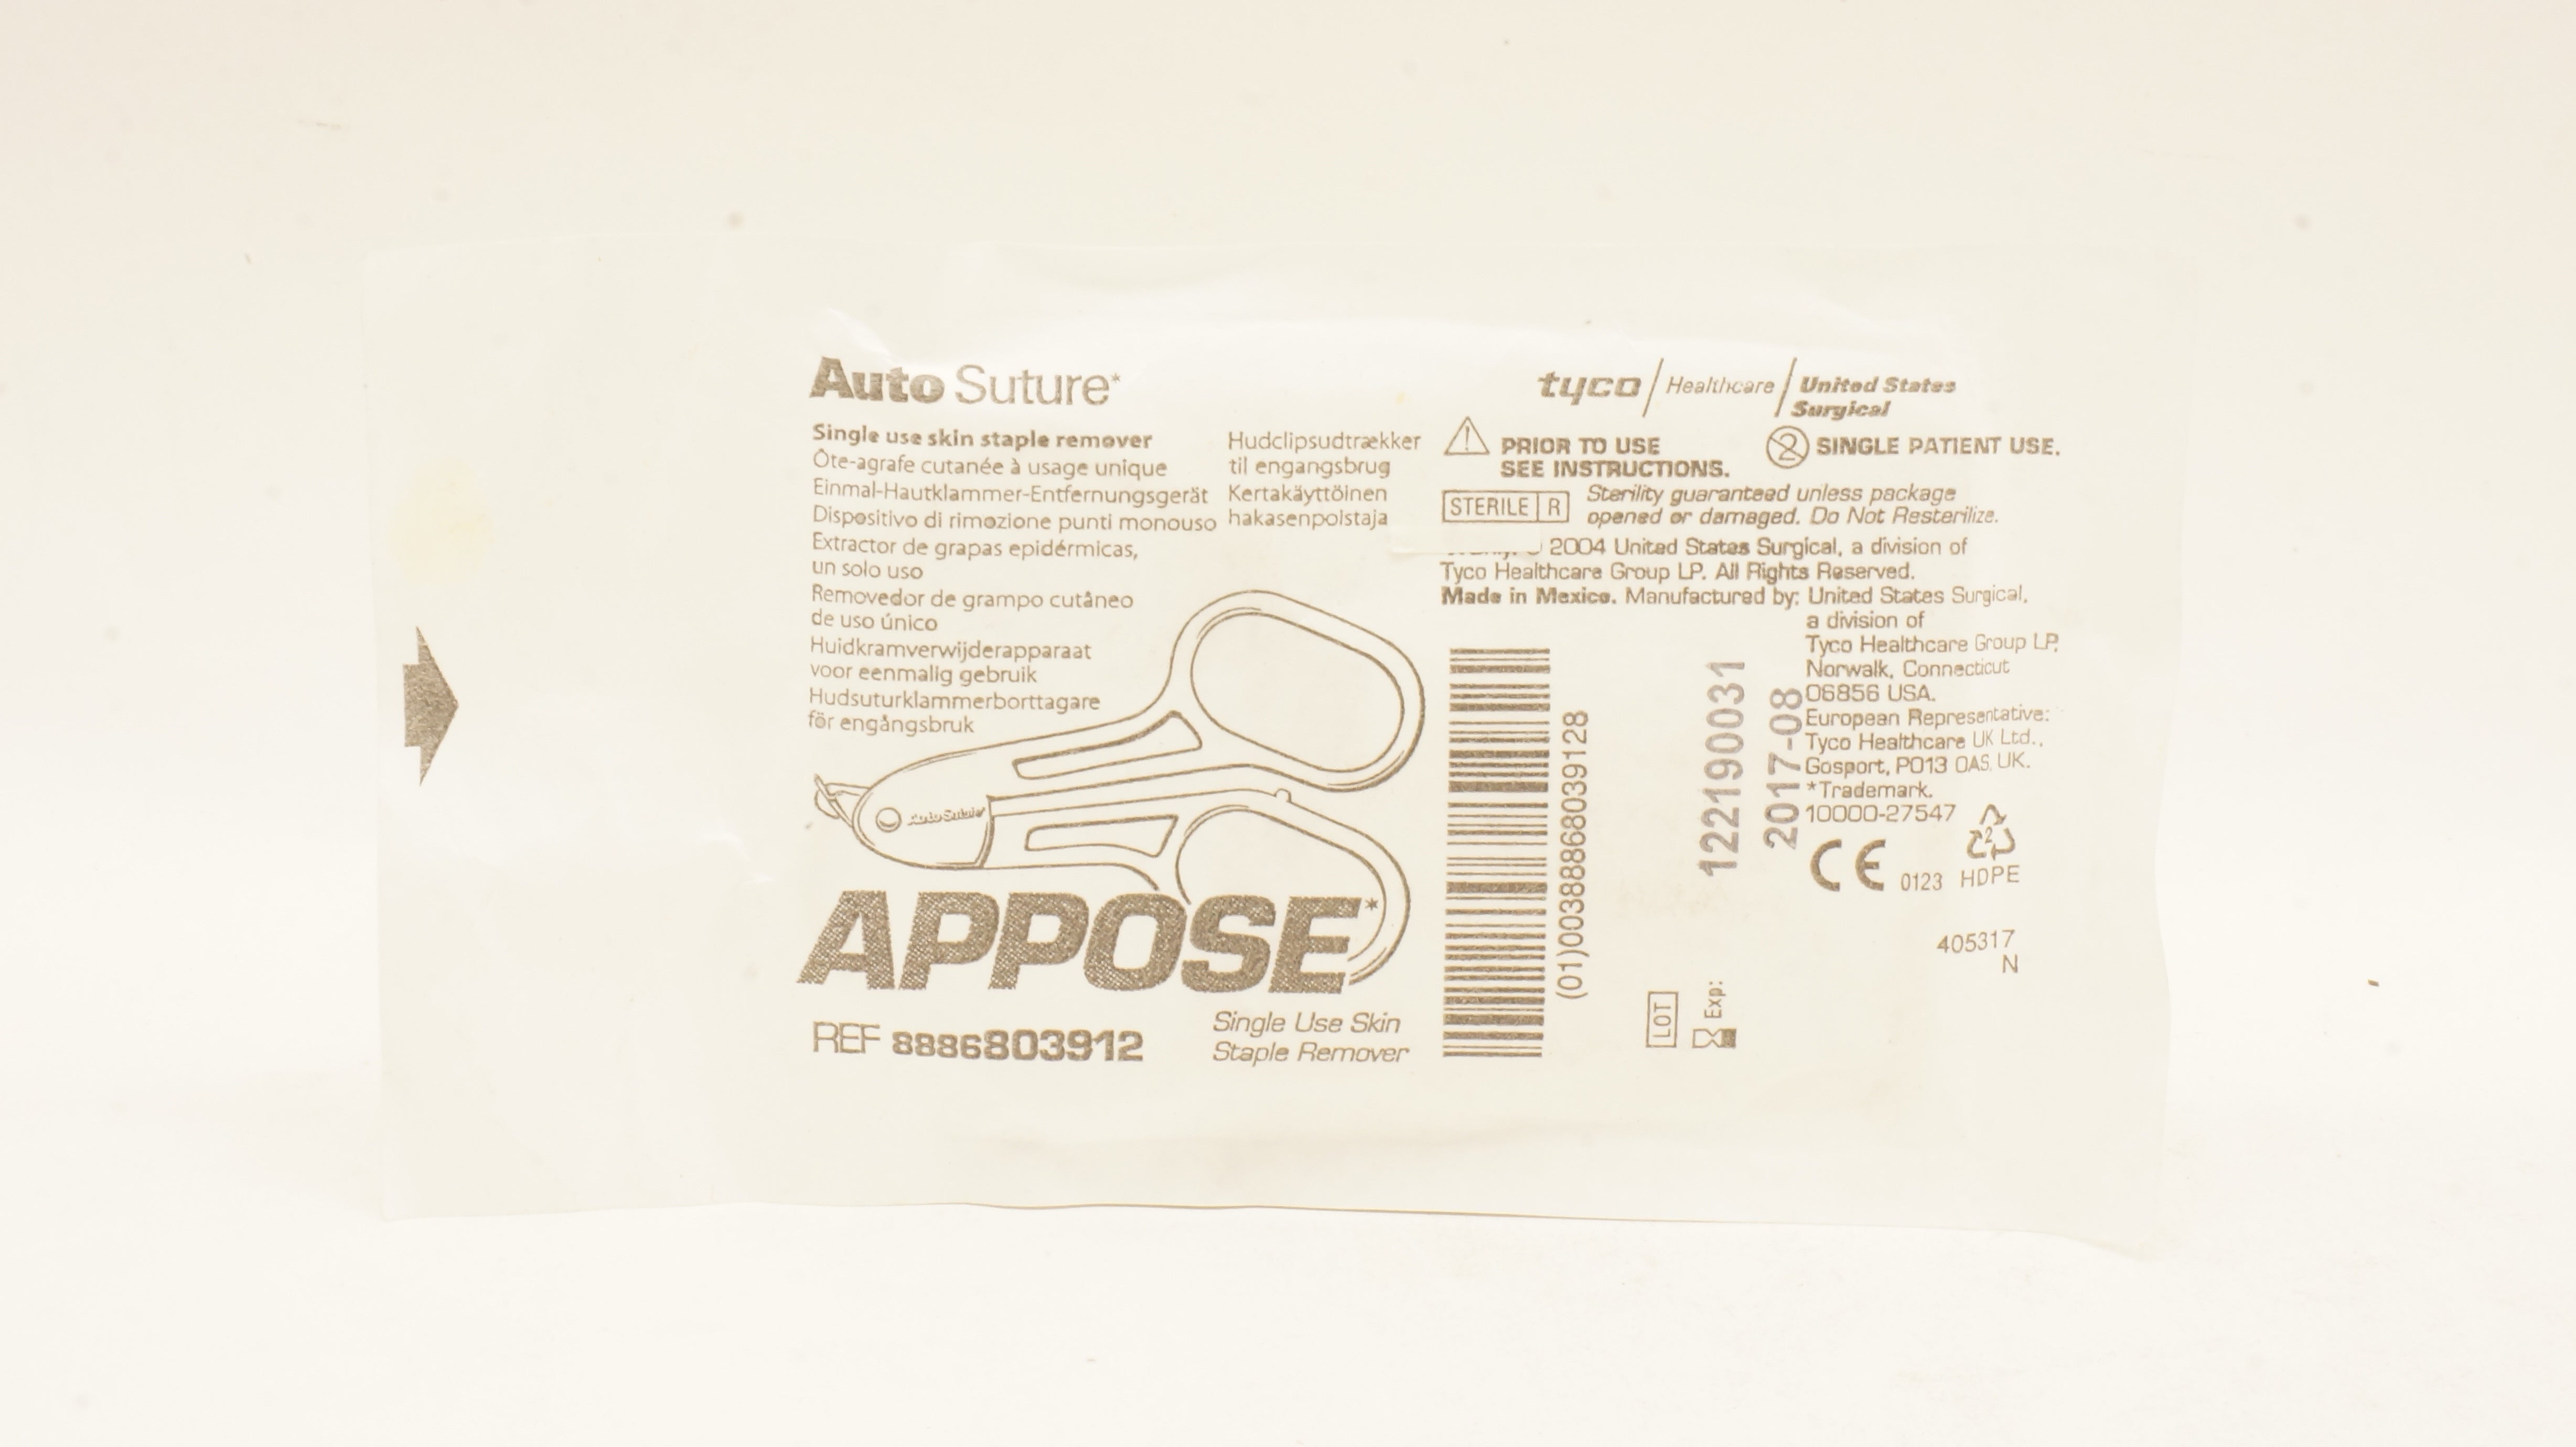 Auto Suture*
Single use skin staple remover
Ôte-agrafe cutanée à usage unique
Einmal-Hautklammer-Entfernungsgerät
Dispositivo di rimozione punti monouso
Extractor de grapas epidérmicas,
un solo uso
Removedor de grampo cutâneo
de uso único
Huidkramverwijderapparaat
voor eenmalig gebruik
Hudsuturklammerborttagare
för engångsbruk
Hudclipsudtrækker
til engangsbrug
Kertakäyttöinen
hakasenpoistaja
Auto Suture*
APPOSE*
REF 8886803912
Single Use Skin
Staple Remover
tyco / Healthcare / United States
Surgical
PRIOR TO USE
SEE INSTRUCTIONS.
2 SINGLE PATIENT USE.
STERILE R
Sterility guaranteed unless package
opened or damaged. Do Not Resterilize.
2004 United States Surgical, a division of
Tyco Healthcare Group LP. All Rights Reserved.
Made in Mexico. Manufactured by: United States Surgical,
a division of
Tyco Healthcare Group LP,
Norwalk, Connecticut
06856 USA.
European Representative:
Tyco Healthcare UK Ltd.,
Gosport, PO13 0AS, UK.
*Trademark.
10000-27547
CE 0123
2
HDPE
405317
N
(01)00388868039128
LOT 122190031
Exp: 2017-08